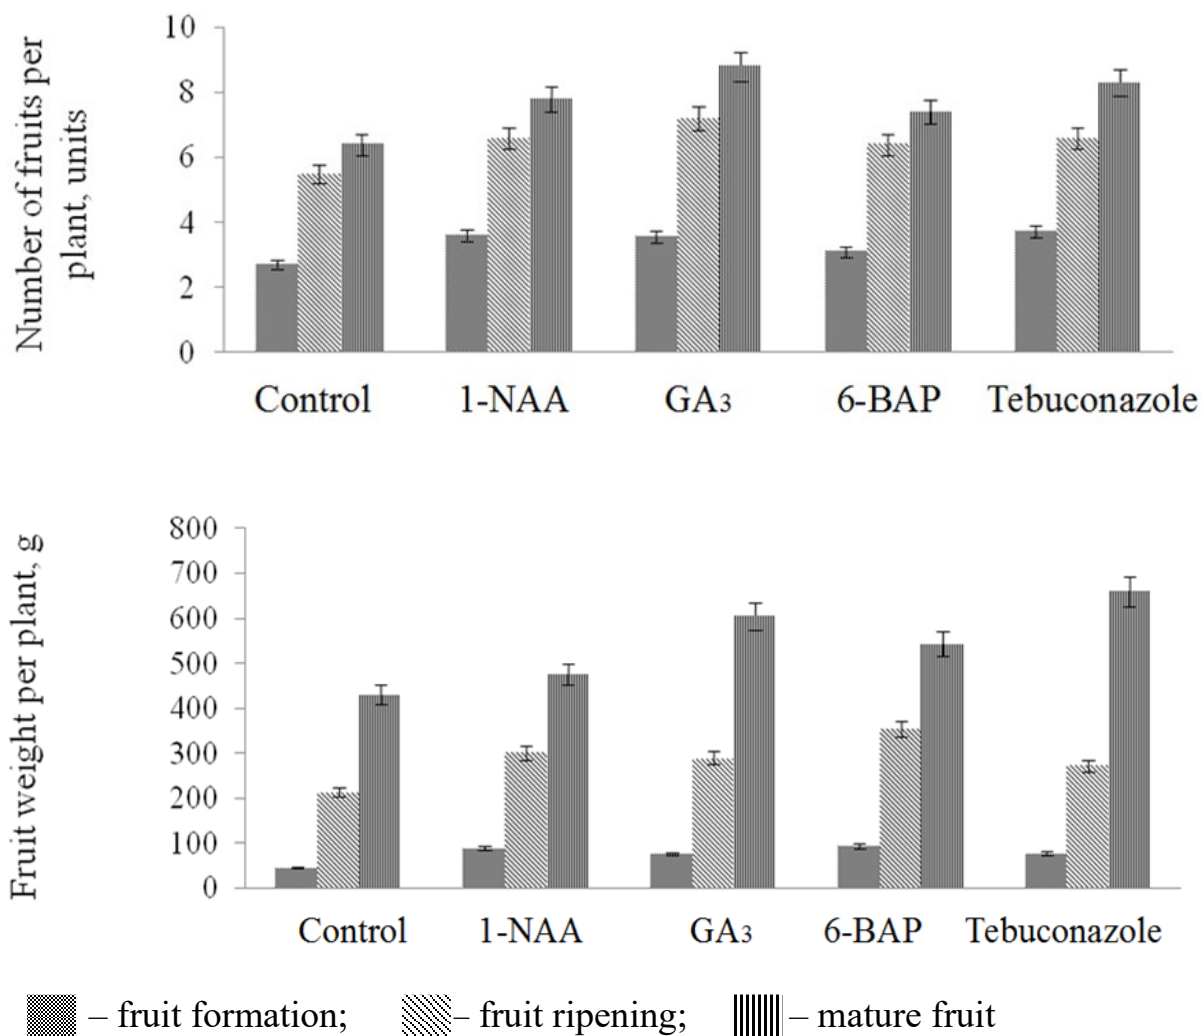 Number of fruits per
plant, units
10
8
6
4
2
0
Control 1-NAA GA3 6-BAP Tebuconazole
Fruit weight per plant, g
800
700
600
500
400
300
200
100
0
Control 1-NAA GA3 6-BAP Tebuconazole
– fruit formation; – fruit ripening; – mature fruit